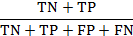 TN + TP
TN + TP + FP + FN